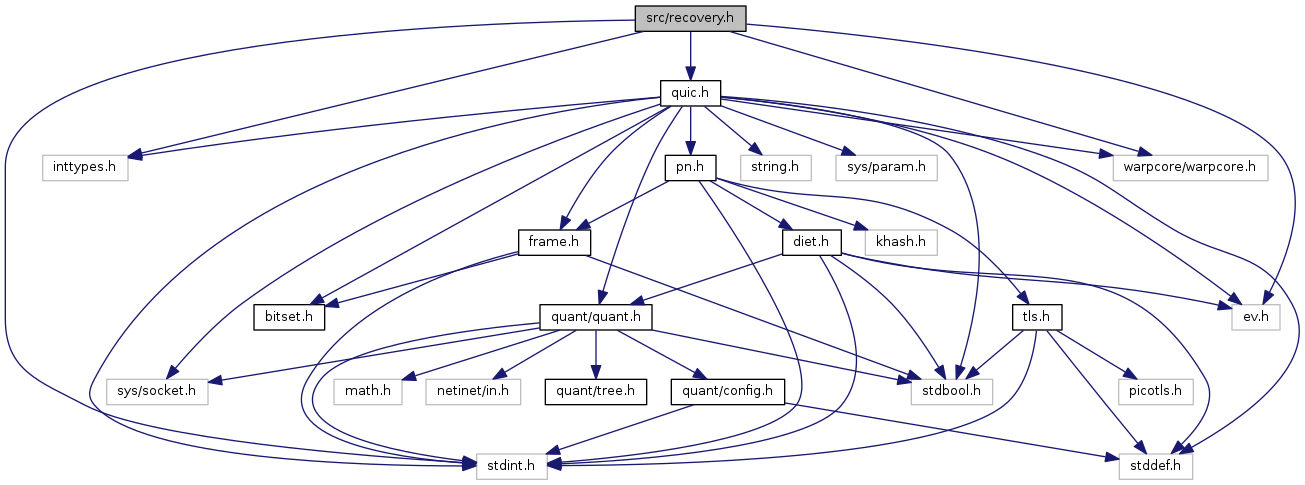 src/recovery.h
quic.h
inttypes.h
pn.h
string.h
sys/param.h
warpcore/warpcore.h
frame.h
diet.h
khash.h
bitset.h
quant/quant.h
tls.h
ev.h
sys/socket.h
math.h
netinet/in.h
quant/tree.h
quant/config.h
stdbool.h
picotls.h
stdint.h
stddef.h